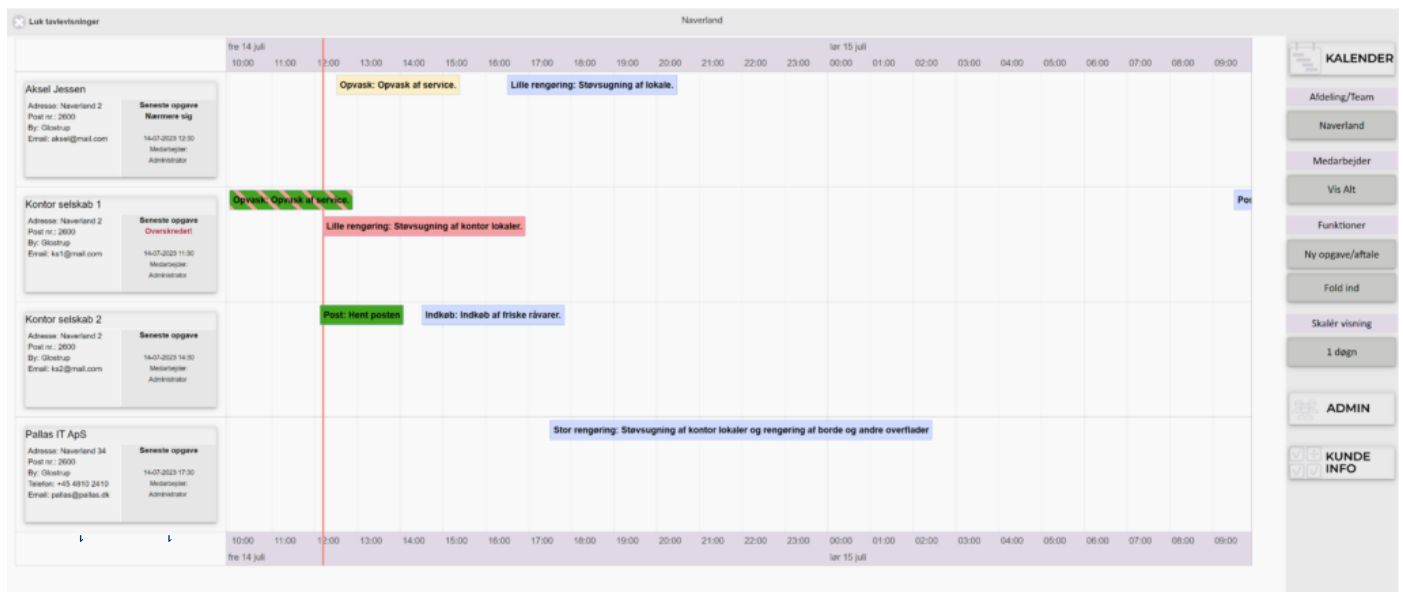 Luk tavlevisninger
Naverland
fre 14 juli
lør 15 juli
10:00 11:00 12:00 13:00 14:00 15:00 16:00 17:00 18:00 19:00 20:00 21:00 22:00 23:00 00:00 01:00 02:00 03:00 04:00 05:00 06:00 07:00 08:00 09:00
Aksel Jessen
Adresse: Naverland 2
Post nr.: 2600
By: Glostrup
Email: aksel@mail.com
Seneste opgave
Nærmere sig
14-07-2023 12:30
Medarbejder:
Administrator
Opvask: Opvask af service.
Lille rengøring: Støvsugning af lokale.
Kontor selskab 1
Adresse: Naverland 2
Post nr.: 2600
By: Glostrup
Email: ks1@mail.com
Seneste opgave
Overskredet!
14-07-2023 11:30
Medarbejder:
Administrator
Opvask: Opvask af service.
Lille rengøring: Støvsugning af kontor lokaler.
Pos
Kontor selskab 2
Adresse: Naverland 2
Post nr.: 2600
By: Glostrup
Email: ks2@mail.com
Seneste opgave
14-07-2023 14:30
Medarbejder:
Administrator
Post: Hent posten
Indkøb: Indkøb af friske råvarer.
Pallas IT ApS
Adresse: Naverland 34
Post nr.: 2600
By: Glostrup
Telefon: +45 4810 2410
Email: pallas@pallas.dk
Seneste opgave
14-07-2023 17:30
Medarbejder:
Administrator
Stor rengøring: Støvsugning af kontor lokaler og rengøring af borde og andre overflader
10:00 11:00 12:00 13:00 14:00 15:00 16:00 17:00 18:00 19:00 20:00 21:00 22:00 23:00 00:00 01:00 02:00 03:00 04:00 05:00 06:00 07:00 08:00 09:00
fre 14 juli
lør 15 juli
KALENDER
Afdeling/Team
Naverland
Medarbejder
Vis Alt
Funktioner
Ny opgave/aftale
Fold ind
Skalér visning
1 døgn
ADMIN
KUNDE
INFO